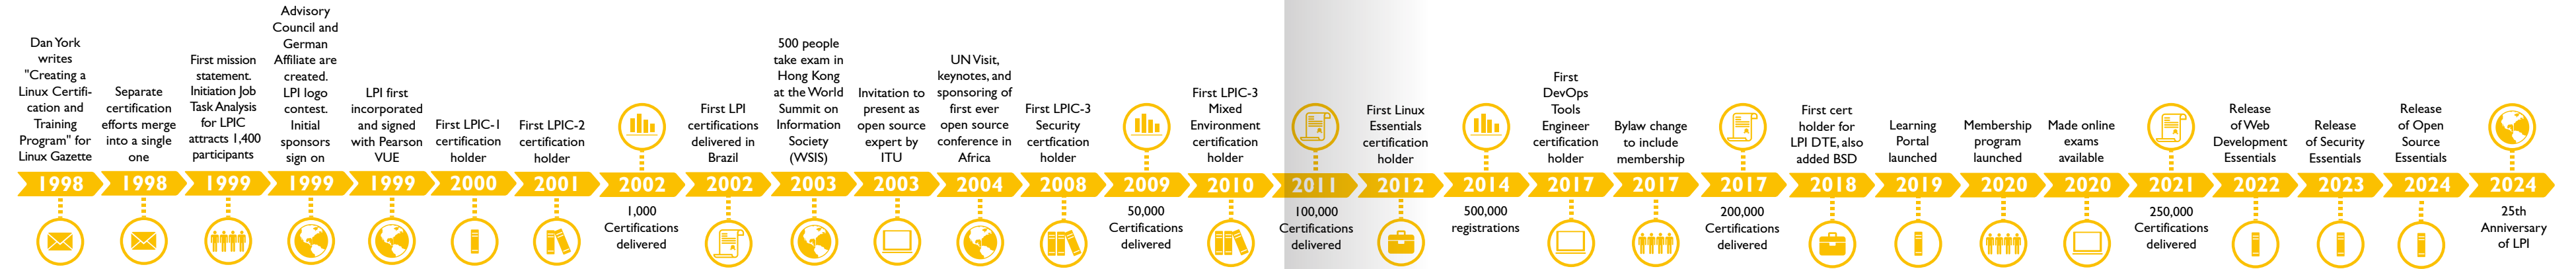 Dan York
writes
"Creating a
Linux Certifi-
cation and
Training
Program" for
Linux Gazette
1998
Separate
certification
efforts merge
into a single
one
1998
First mission
statement.
Initiation Job
Task Analysis
for LPIC
attracts 1,400
participants
1999
Advisory
Council and
German
Affiliate are
created.
LPI logo
contest.
Initial
sponsors
sign on
1999
LPI first
incorporated
and signed
with Pearson
VUE
1999
First LPIC-1
certification
holder
2000
First LPIC-2
certification
holder
2001
2002
1,000
Certifications
delivered
First LPI
certifications
delivered in
Brazil
2002
500 people
take exam in
Hong Kong
at the World
Summit on
Information
Society
(WSIS)
2003
Invitation to
present as
open source
expert by
ITU
2003
UN Visit,
keynotes, and
sponsoring of
first ever
open source
conference in
Africa
2004
First LPIC-3
Security
certfication
holder
2008
2009
50,000
Certifications
delivered
First LPIC-3
Mixed
Environment
certification
holder
2010
2011
100,000
Certifications
delivered
First Linux
Essentials
certification
holder
2012
2014
500,000
registrations
First
DevOps
Tools
Engineer
certification
holder
2017
Bylaw change
to include
membership
2017
2017
200,000
Certifications
delivered
First cert
holder for
LPI DTE, also
added BSD
2018
Learning
Portal
launched
2019
Membership
program
launched
2020
Made online
exams
available
2020
2021
250,000
Certifications
delivered
Release
of Web
Development
Essentials
2022
Release
of Security
Essentials
2023
Release
of Open
Source
Essentials
2024
2024
25th
Anniversary
of LPI